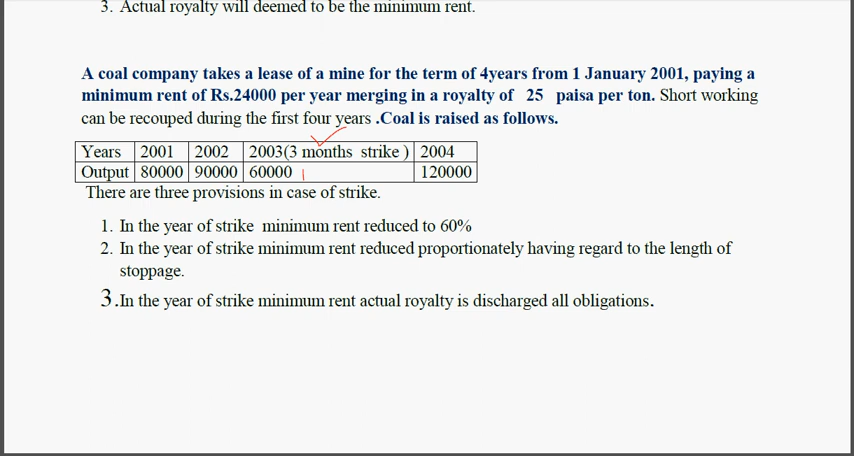 3. Actual royalty will deemed to be the minimum rent.
A coal company takes a lease of a mine for the term of 4years from 1 January 2001, paying a
minimum rent of Rs.24000 per year merging in a royalty of 25 paisa per ton. Short working
can be recouped during the first four years .Coal is raised as follows.
Years 2001 2002 2003(3 months strike ) 2004
Output 80000 90000 60000 120000
There are three provisions in case of strike.
1. In the year of strike minimum rent reduced to 60%
2. In the year of strike minimum rent reduced proportionately having regard to the length of
stoppage.
3.In the year of strike minimum rent actual royalty is discharged all obligations.